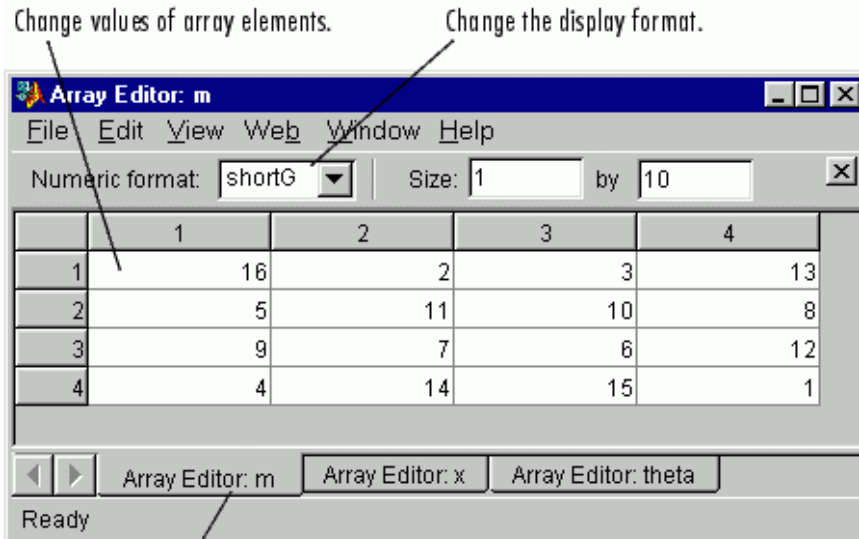 Change values of array elements. Change the display format.
Array Editor: m
File Edit View Web Window Help
Numeric format: shortG Size: 1 by 10
1 2 3 4
1 16 2 3 13
2 5 11 10 8
3 9 7 6 12
4 4 14 15 1
Array Editor: m Array Editor: x Array Editor: theta
Ready